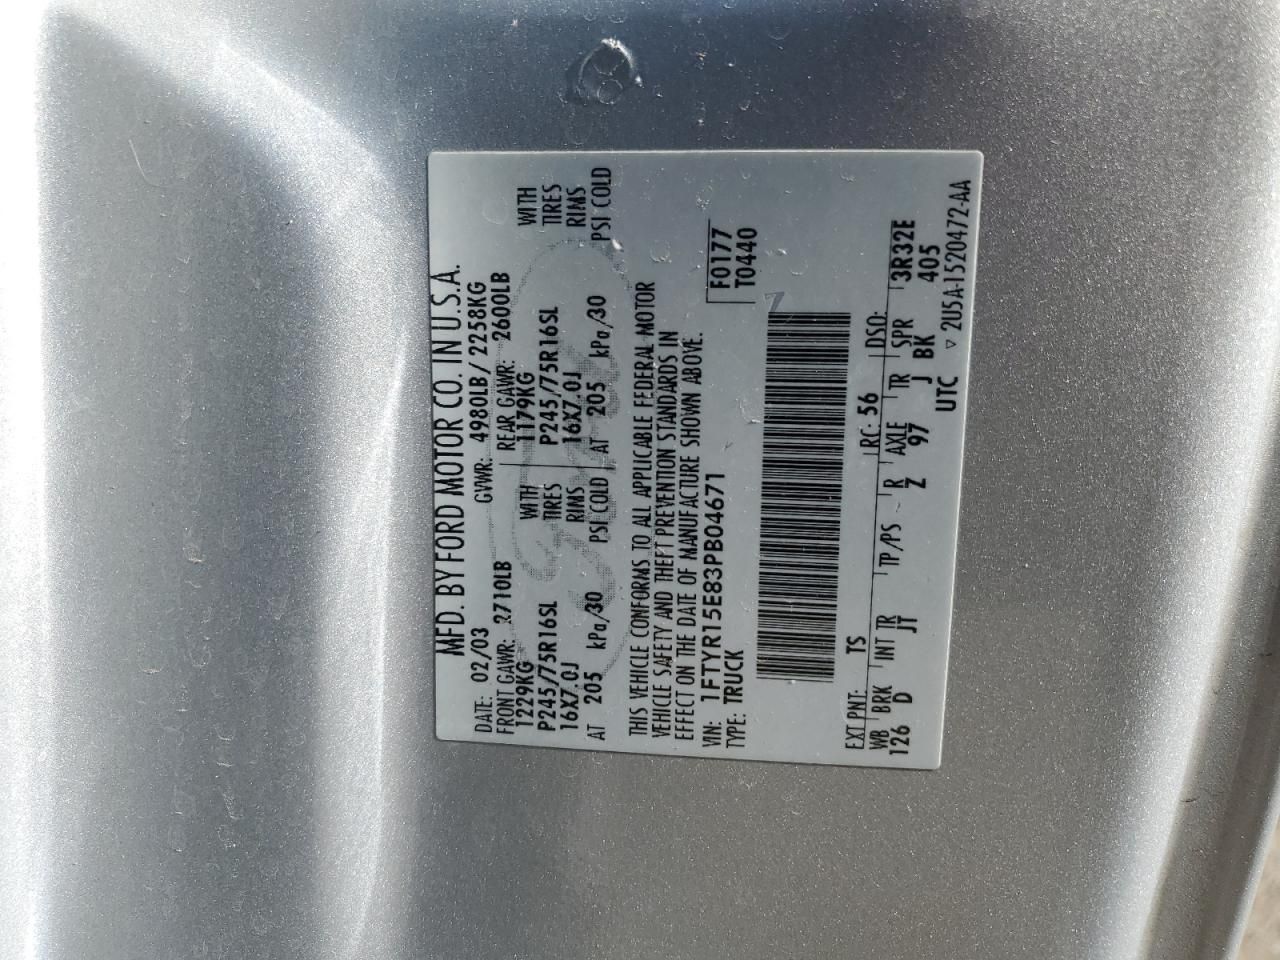 MFD. BY FORD MOTOR CO. IN U.S.A.
DATE: 02/03 GVWR: 4980LB/ 2258KG
FRONT GAWR: 2710LB REAR GAWR: 2600LB
1229KG WITH 1179KG WITH
P245/75R16SL TIRES P245/75R16SL TIRES
16X7.0J RIMS 16X7.0J RIMS
AT 205 kPa/30 PSI COLD AT 205 kPa/30 PSI COLD
THIS VEHICLE CONFORMS TO ALL APPLICABLE FEDERAL MOTOR
VEHICLE SAFETY AND THEFT PREVENTION STANDARDS IN
EFFECT ON THE DATE OF MANUFACTURE SHOWN ABOVE.
VIN: 1FTYR15E83PB04671 F0177
TYPE: TRUCK T0440
EXT PNT: TS RC: 56 DSO:
WB BRK INT TR TP/PS R AXLE TR SPR 3R32E
126 D JT Z 97 J BK 405
UTC ▽ 2U5A-1520472-AA